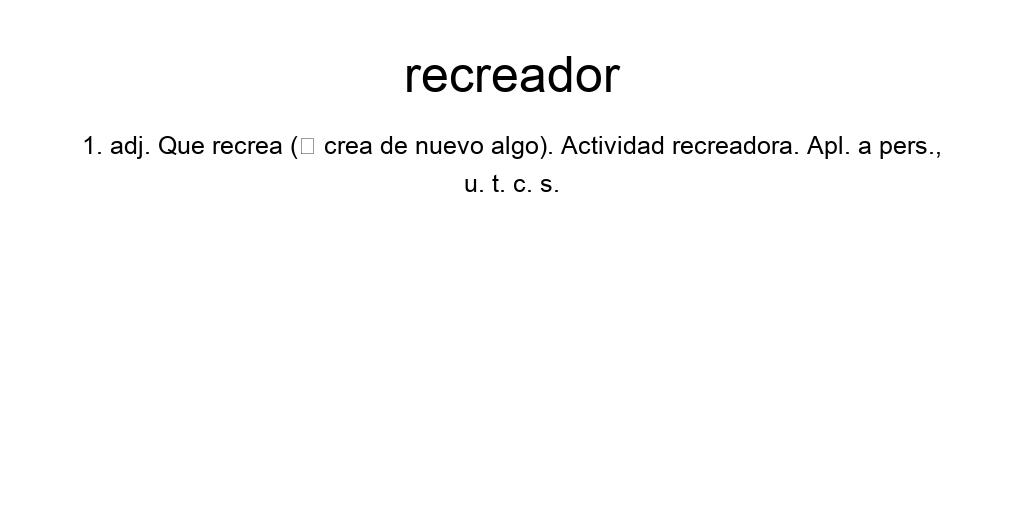 recreador
1. adj. Que recrea (□ crea de nuevo algo). Actividad recreadora. Apl. a pers.,
u. t. c. s.